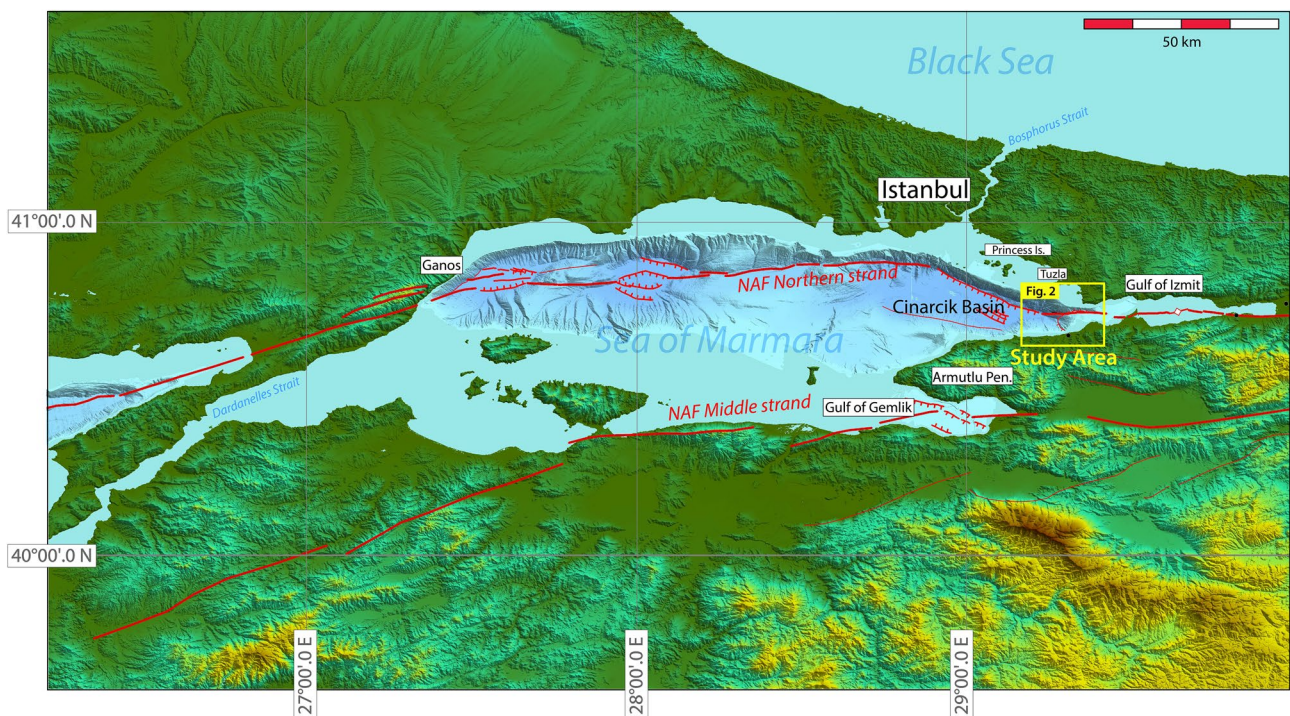 50 km
Black Sea
Bosphorus Strait
Istanbul
41°00'.0 N
Princess Is.
Ganos
Tuzla
NAF Northern strand
Fig. 2
Gulf of Izmit
Cinarcik Basin
Sea of Marmara
Study Area
Armutlu Pen.
Dardanelles Strait
NAF Middle strand
Gulf of Gemlik
40°00'.0 N
27°00'.0 E
28°00'.0 E
29°00'.0 E